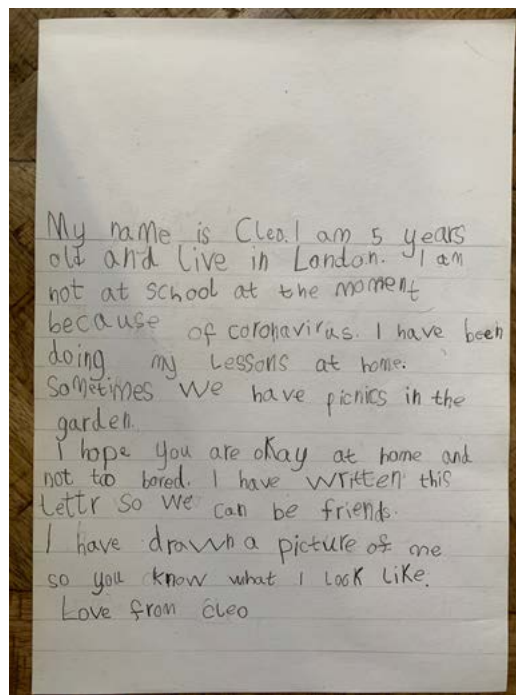 My name is Cleo. I am 5 years
old and live in London. I am
not at school at the moment
because of coronavirus. I have been
doing my lessons at home.
Sometimes we have picnics in the
garden.
I hope you are okay at home and
not too bored. I have written this
lettr so we can be friends.
I have drawn a picture of me
so you know what I look like.
Love from Cleo